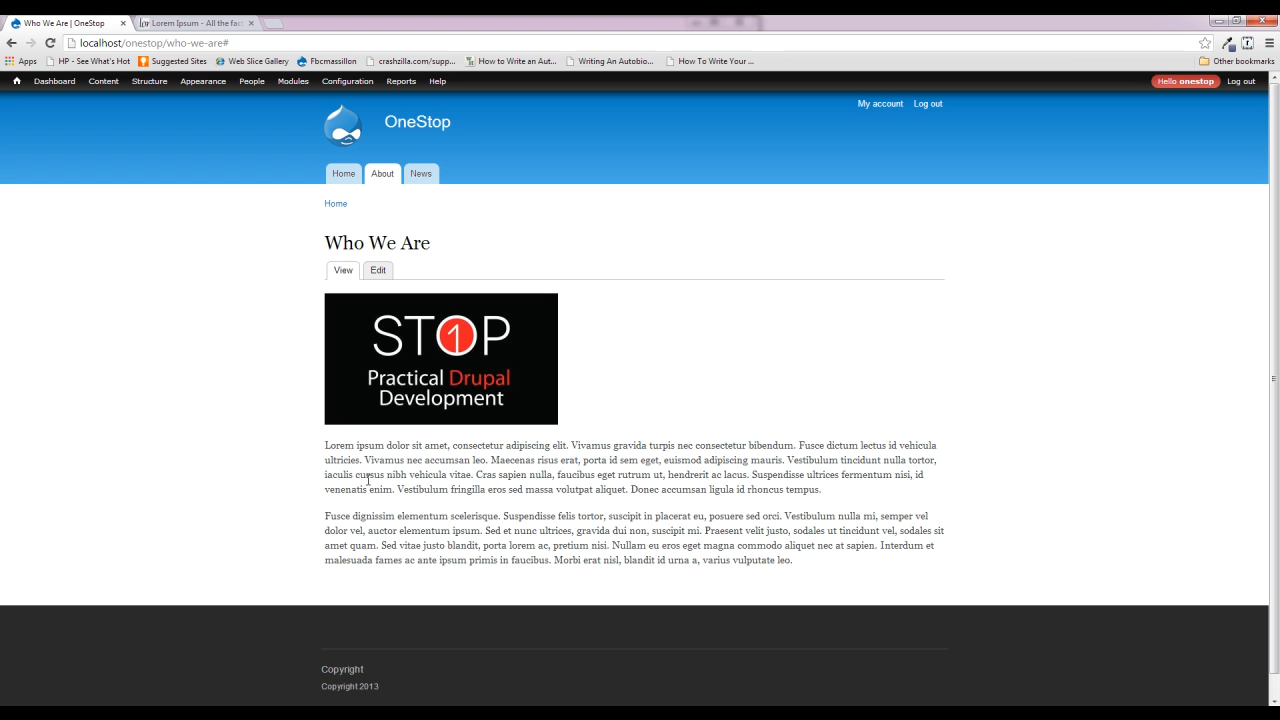 Who We Are | OneStop
Lorem Ipsum - All the fac
localhost/onestop/who-we-are#
Apps
HP - See What's Hot
Suggested Sites
Web Slice Gallery
Fbcmassillon
crashzilla.com/supp...
How to Write an Aut...
Writing An Autobio...
How To Write Your ...
Other bookmarks
Dashboard
Content
Structure
Appearance
People
Modules
Configuration
Reports
Help
Hello onestop
Log out
My account
Log out
OneStop
Home
About
News
Home
Who We Are
View
Edit
ST1P
Practical Drupal
Development
Lorem ipsum dolor sit amet, consectetur adipiscing elit. Vivamus gravida turpis nec consectetur bibendum. Fusce dictum lectus id vehicula
ultricies. Vivamus nec accumsan leo. Maecenas risus erat, porta id sem eget, euismod adipiscing mauris. Vestibulum tincidunt nulla tortor,
iaculis cursus nibh vehicula vitae. Cras sapien nulla, faucibus eget rutrum ut, hendrerit ac lacus. Suspendisse ultrices fermentum nisi, id
venenatis enim. Vestibulum fringilla eros sed massa volutpat aliquet. Donec accumsan ligula id rhoncus tempus.
Fusce dignissim elementum scelerisque. Suspendisse felis tortor, suscipit in placerat eu, posuere sed orci. Vestibulum nulla mi, semper vel
dolor vel, auctor elementum ipsum. Sed et nunc ultrices, gravida dui non, suscipit mi. Praesent velit justo, sodales ut tincidunt vel, sodales sit
amet quam. Sed vitae justo blandit, porta lorem ac, pretium nisi. Nullam eu eros eget magna commodo aliquet nec at sapien. Interdum et
malesuada fames ac ante ipsum primis in faucibus. Morbi erat nisl, blandit id urna a, varius vulputate leo.
Copyright
Copyright 2013